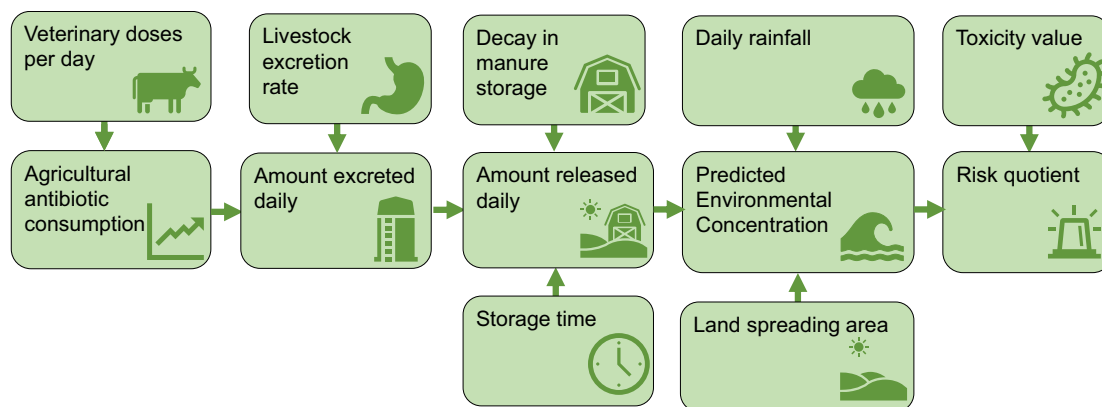 Veterinary doses
per day
Livestock
excretion
rate
Decay in
manure
storage
Daily rainfall
Toxicity value
Agricultural
antibiotic
consumption
Amount excreted
daily
Amount released
daily
Predicted
Environmental
Concentration
Risk quotient
Storage time
Land spreading area